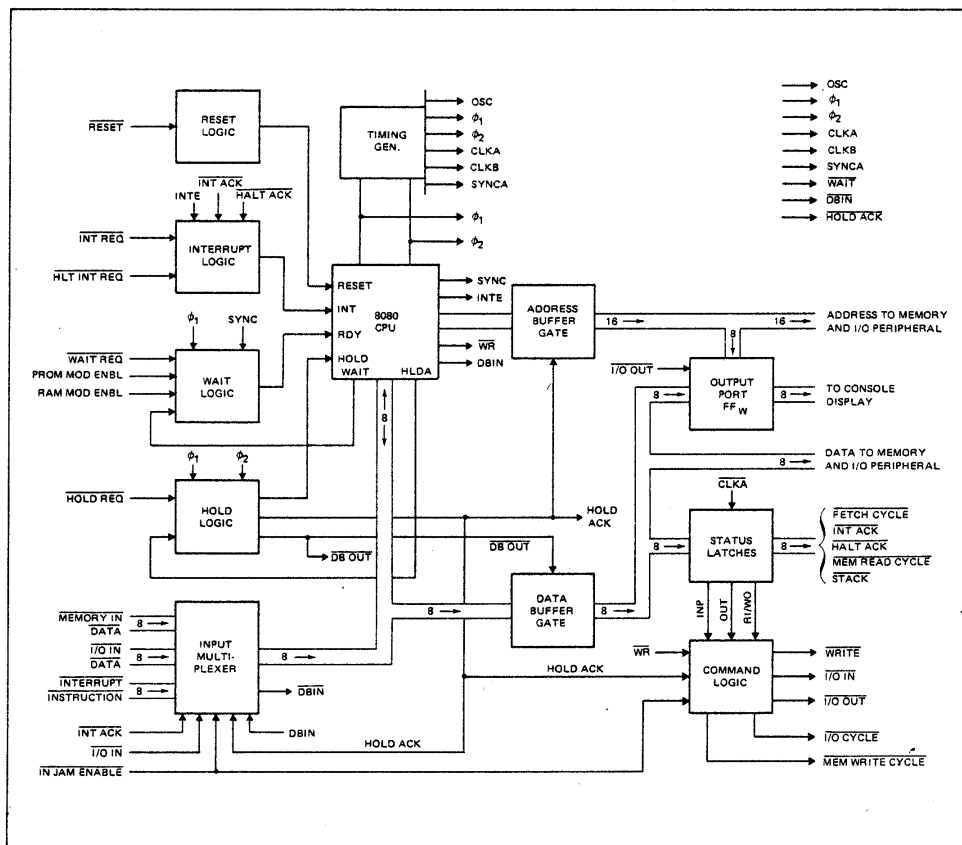 RESET
LOGIC
RESET
TIMING
GEN.
OSC
ϕ1
ϕ2
CLKA
CLKB
SYNCA
OSC
ϕ1
ϕ2
CLKA
CLKB
SYNCA
WAIT
DBIN
HOLD ACK
INT ACK
INTE
HALT ACK
INT REQ
HLT INT REQ
INTERRUPT
LOGIC
ϕ1
ϕ2
RESET
INT
RDY
HOLD
WAIT
HLDA
8080
CPU
SYNC
INTE
WR
DBIN
ADDRESS
BUFFER
GATE
16
16
ADDRESS TO MEMORY
AND I/O PERIPHERAL
8
ϕ1
SYNC
WAIT REQ
PROM MOD ENBL
RAM MOD ENBL
WAIT
LOGIC
I/O OUT
8
OUTPUT
PORT
FFW
8
TO CONSOLE
DISPLAY
8
8
DATA TO MEMORY
AND I/O PERIPHERAL
ϕ1
ϕ2
HOLD REQ
HOLD
LOGIC
HOLD
ACK
DB OUT
DB OUT
CLKA
8
STATUS
LATCHES
8
FETCH CYCLE
INT ACK
HALT ACK
MEM READ CYCLE
STACK
8
DATA
BUFFER
GATE
8
INP
OUT
RI/WO
MEMORY IN
8
DATA
I/O IN
8
DATA
INTERRUPT
8
INSTRUCTION
INPUT
MULTI-
PLEXER
8
DBIN
WR
HOLD ACK
COMMAND
LOGIC
WRITE
I/O IN
I/O OUT
I/O CYCLE
MEM WRITE CYCLE
INT ACK
I/O IN
IN JAM ENABLE
DBIN
HOLD ACK